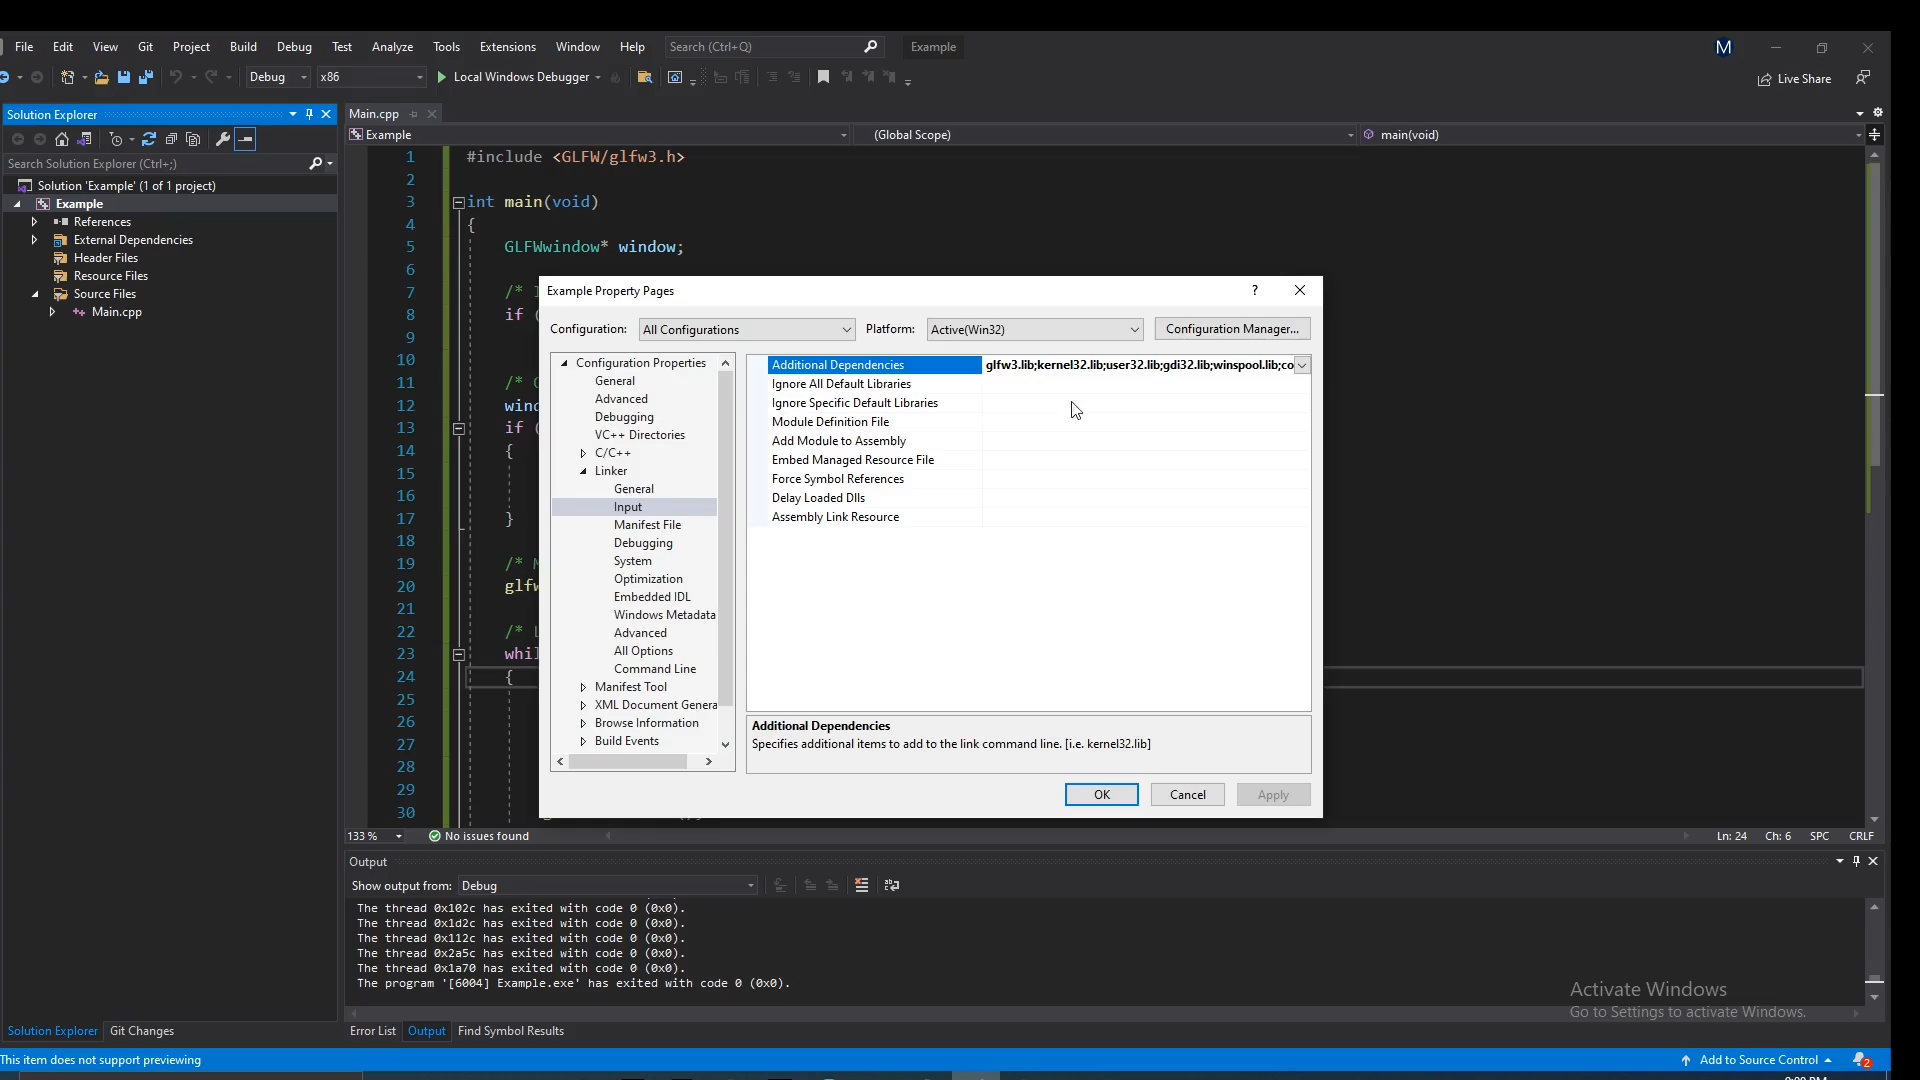 File Edit View Git Project Build Debug Test Analyze Tools Extensions Window Help Search (Ctrl+Q) Example M
Debug x86 Local Windows Debugger Live Share
Solution Explorer
Search Solution Explorer (Ctrl+;)
Solution 'Example' (1 of 1 project)
Example
References
External Dependencies
Header Files
Resource Files
Source Files
Main.cpp
Main.cpp
Example (Global Scope) main(void)
1 #include <GLFW/glfw3.h>
2
3 int main(void)
4 {
5 GLFWwindow* window;
6
7 /*
8 if (
9
10
11 /*
12 wind
13 if (
14 {
15
16
17 }
18
19 /*
20 glfw
21
22 /*
23 whil
24 {
25
26
27
28
29
30
Example Property Pages ?
Configuration: All Configurations Platform: Active(Win32) Configuration Manager...
Configuration Properties
General
Advanced
Debugging
VC++ Directories
C/C++
Linker
General
Input
Manifest File
Debugging
System
Optimization
Embedded IDL
Windows Metadata
Advanced
All Options
Command Line
Manifest Tool
XML Document Genera
Browse Information
Build Events
Additional Dependencies glfw3.lib;kernel32.lib;user32.lib;gdi32.lib;winspool.lib;co
Ignore All Default Libraries
Ignore Specific Default Libraries
Module Definition File
Add Module to Assembly
Embed Managed Resource File
Force Symbol References
Delay Loaded Dlls
Assembly Link Resource
Additional Dependencies
Specifies additional items to add to the link command line. [i.e. kernel32.lib]
OK Cancel Apply
133 % No issues found Ln: 24 Ch: 6 SPC CRLF
Output
Show output from: Debug
The thread 0x102c has exited with code 0 (0x0).
The thread 0x1d2c has exited with code 0 (0x0).
The thread 0x112c has exited with code 0 (0x0).
The thread 0x2a5c has exited with code 0 (0x0).
The thread 0x1a70 has exited with code 0 (0x0).
The program '[6004] Example.exe' has exited with code 0 (0x0).
Activate Windows
Go to Settings to activate Windows.
Solution Explorer Git Changes Error List Output Find Symbol Results
This item does not support previewing Add to Source Control 2